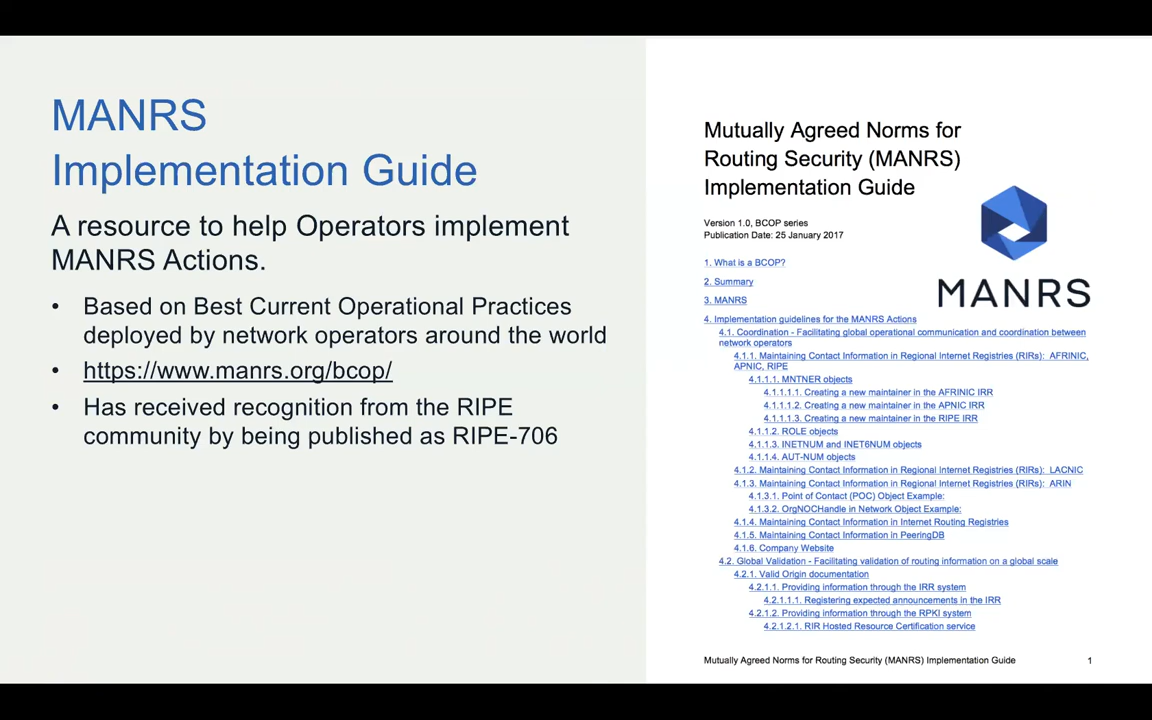 MANRS
Implementation Guide
A resource to help Operators implement
MANRS Actions.
• Based on Best Current Operational Practices
deployed by network operators around the world
• https://www.manrs.org/bcop/
• Has received recognition from the RIPE
community by being published as RIPE-706
Mutually Agreed Norms for
Routing Security (MANRS)
Implementation Guide
Version 1.0, BCOP series
Publication Date: 25 January 2017
MANRS
1. What is a BCOP?
2. Summary
3. MANRS
4. Implementation guidelines for the MANRS Actions
4.1. Coordination - Facilitating global operational communication and coordination between
network operators
4.1.1. Maintaining Contact Information in Regional Internet Registries (RIRs): AFRINIC,
APNIC, RIPE
4.1.1.1. MNTNER objects
4.1.1.1.1. Creating a new maintainer in the AFRINIC IRR
4.1.1.1.2. Creating a new maintainer in the APNIC IRR
4.1.1.1.3. Creating a new maintainer in the RIPE IRR
4.1.1.2. ROLE objects
4.1.1.3. INETNUM and INET6NUM objects
4.1.1.4. AUT-NUM objects
4.1.2. Maintaining Contact Information in Regional Internet Registries (RIRs): LACNIC
4.1.3. Maintaining Contact Information in Regional Internet Registries (RIRs): ARIN
4.1.3.1. Point of Contact (POC) Object Example:
4.1.3.2. OrgNOCHandle in Network Object Example:
4.1.4. Maintaining Contact Information in Internet Routing Registries
4.1.5. Maintaining Contact Information in PeeringDB
4.1.6. Company Website
4.2. Global Validation - Facilitating validation of routing information on a global scale
4.2.1. Valid Origin documentation
4.2.1.1. Providing information through the IRR system
4.2.1.1.1. Registering expected announcements in the IRR
4.2.1.2. Providing information through the RPKI system
4.2.1.2.1. RIR Hosted Resource Certification service
Mutually Agreed Norms for Routing Security (MANRS) Implementation Guide 1